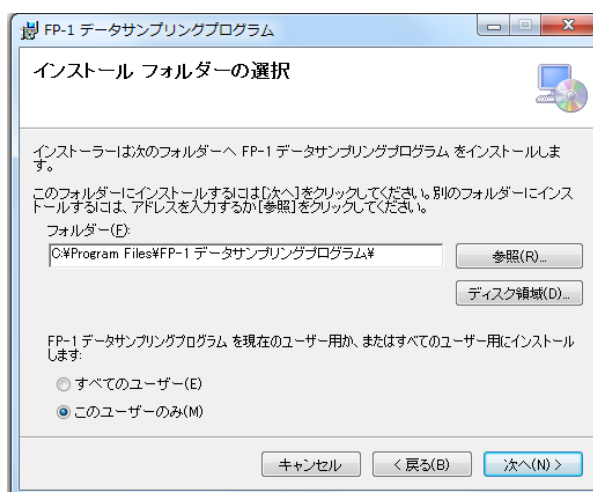 FP-1 データサンプリングプログラム
インストール フォルダーの選択
インストーラーは次のフォルダーへ FP-1 データサンプリングプログラム をインストールしま
す。
このフォルダーにインストールするには[次へ]をクリックしてください。別のフォルダーにインス
トールするには、アドレスを入力するか[参照]をクリックしてください。
フォルダー(F):
C:¥Program Files¥FP-1 データサンプリングプログラム¥
参照(R)...
ディスク領域(D)...
FP-1 データサンプリングプログラム を現在のユーザー用か、またはすべてのユーザー用にインストール
します:
すべてのユーザー(E)
このユーザーのみ(M)
キャンセル
< 戻る(B)
次へ(N) >